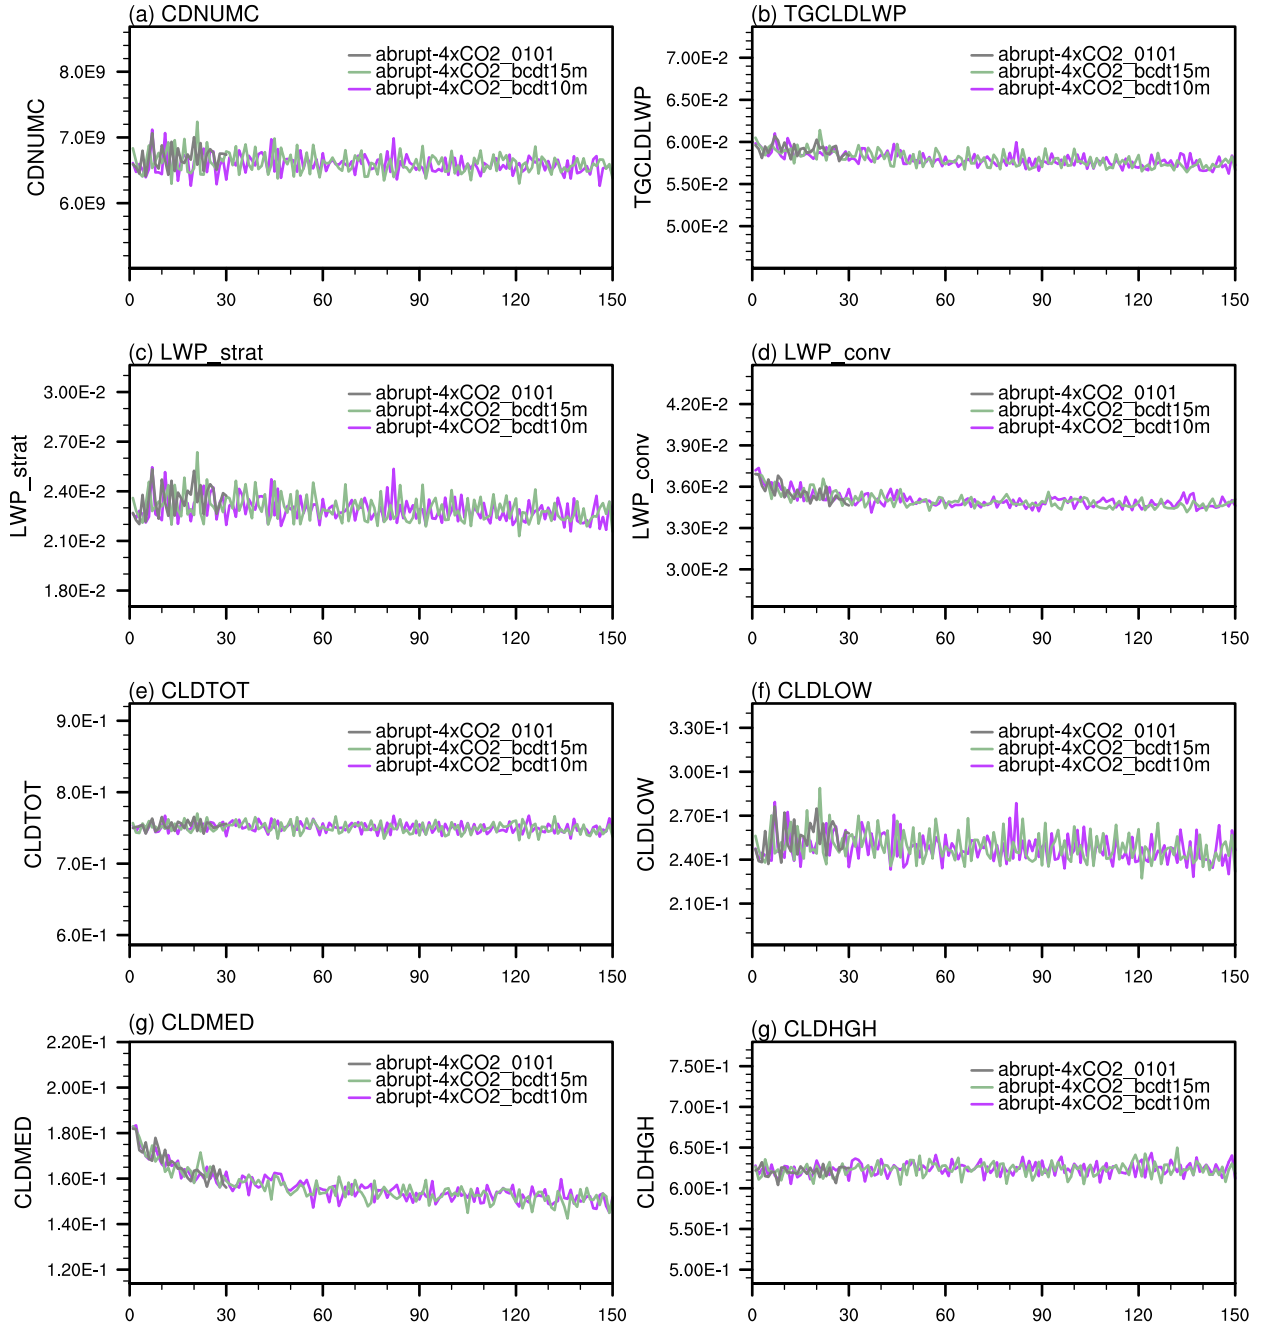 (a) CDNUMC
CDNUMC
8.0E9
7.0E9
6.0E9
abrupt-4xCO2_0101
abrupt-4xCO2_bcdt15m
abrupt-4xCO2_bcdt10m
0 30 60 90 120 150
(b) TGCLDLWP
TGCLDLWP
7.00E-2
6.50E-2
6.00E-2
5.50E-2
5.00E-2
abrupt-4xCO2_0101
abrupt-4xCO2_bcdt15m
abrupt-4xCO2_bcdt10m
0 30 60 90 120 150
(c) LWP_strat
LWP_strat
3.00E-2
2.70E-2
2.40E-2
2.10E-2
1.80E-2
abrupt-4xCO2_0101
abrupt-4xCO2_bcdt15m
abrupt-4xCO2_bcdt10m
0 30 60 90 120 150
(d) LWP_conv
LWP_conv
4.20E-2
3.90E-2
3.60E-2
3.30E-2
3.00E-2
abrupt-4xCO2_0101
abrupt-4xCO2_bcdt15m
abrupt-4xCO2_bcdt10m
0 30 60 90 120 150
(e) CLDTOT
CLDTOT
9.0E-1
8.0E-1
7.0E-1
6.0E-1
abrupt-4xCO2_0101
abrupt-4xCO2_bcdt15m
abrupt-4xCO2_bcdt10m
0 30 60 90 120 150
(f) CLDLOW
CLDLOW
3.30E-1
3.00E-1
2.70E-1
2.40E-1
2.10E-1
abrupt-4xCO2_0101
abrupt-4xCO2_bcdt15m
abrupt-4xCO2_bcdt10m
0 30 60 90 120 150
(g) CLDMED
CLDMED
2.20E-1
2.00E-1
1.80E-1
1.60E-1
1.40E-1
1.20E-1
abrupt-4xCO2_0101
abrupt-4xCO2_bcdt15m
abrupt-4xCO2_bcdt10m
0 30 60 90 120 150
(g) CLDHGH
CLDHGH
7.50E-1
7.00E-1
6.50E-1
6.00E-1
5.50E-1
5.00E-1
abrupt-4xCO2_0101
abrupt-4xCO2_bcdt15m
abrupt-4xCO2_bcdt10m
0 30 60 90 120 150